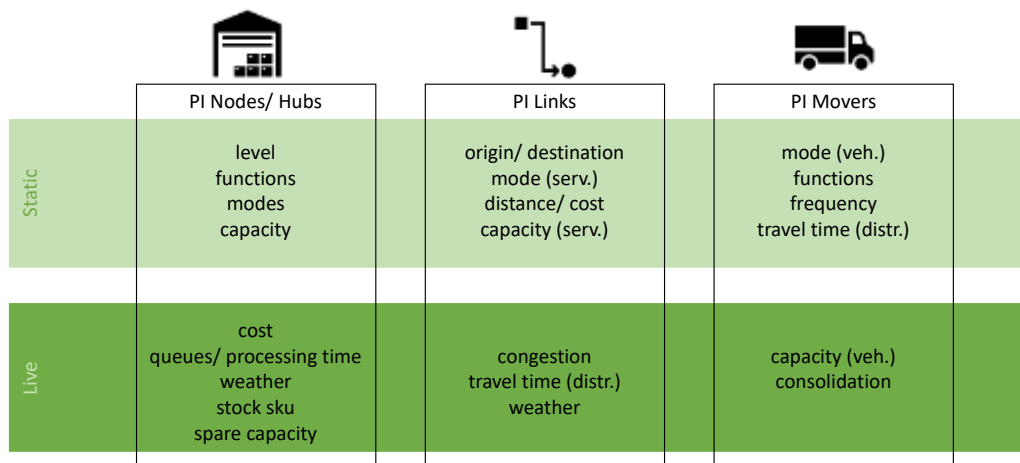 PI Nodes/ Hubs
PI Links
PI Movers
Static
level
functions
modes
capacity
origin/ destination
mode (serv.)
distance/ cost
capacity (serv.)
mode (veh.)
functions
frequency
travel time (distr.)
Live
cost
queues/ processing time
weather
stock sku
spare capacity
congestion
travel time (distr.)
weather
capacity (veh.)
consolidation